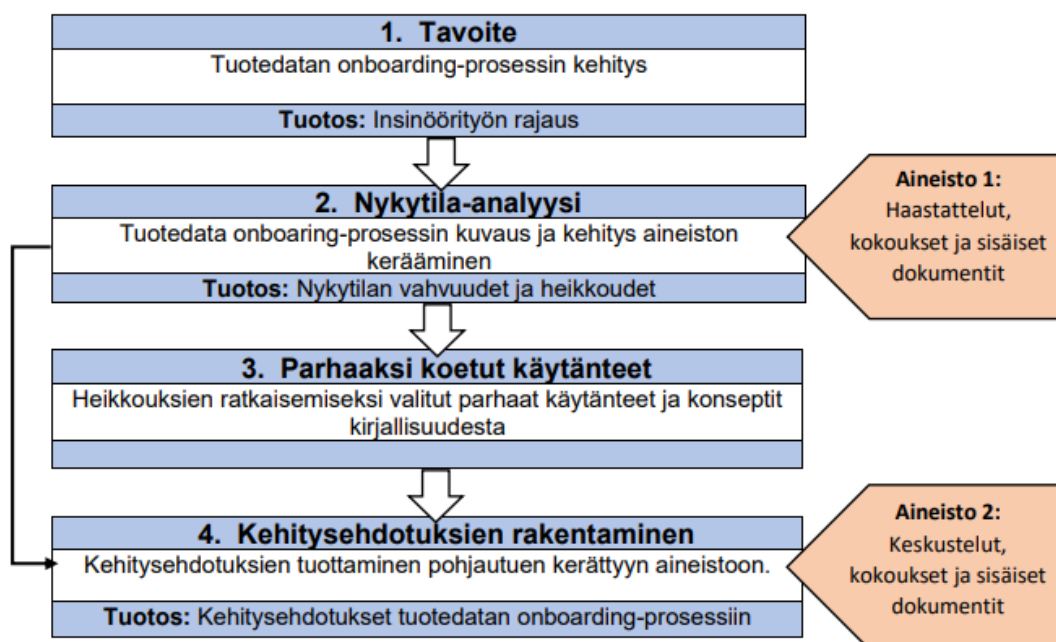 1. Tavoite
Tuotedatan onboarding-prosessin kehitys
Tuotos: Insinöörityön rajaus
2. Nykytila-analyysi
Tuotedata onboaring-prosessin kuvaus ja kehitys aineiston
kerääminen
Tuotos: Nykytilan vahvuudet ja heikkoudet
Aineisto 1:
Haastattelut,
kokoukset ja sisäiset
dokumentit
3. Parhaaksi koetut käytänteet
Heikkouksien ratkaisemiseksi valitut parhaat käytänteet ja konseptit
kirjallisuudesta
4. Kehitysehdotuksien rakentaminen
Kehitysehdotuksien tuottaminen pohjautuen kerättyyn aineistoon.
Tuotos: Kehitysehdotukset tuotedatan onboarding-prosessiin
Aineisto 2:
Keskustelut,
kokoukset ja sisäiset
dokumentit